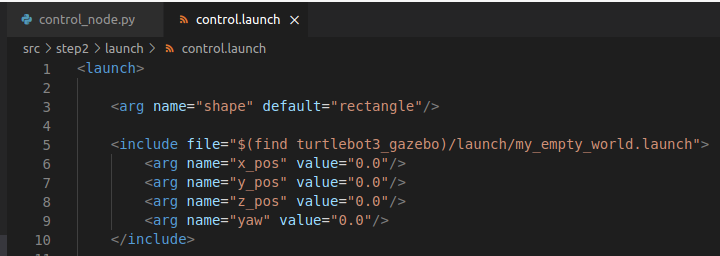 control_node.py control.launch ×
src > step2 > launch > control.launch
1 <launch>
2
3 <arg name="shape" default="rectangle"/>
4
5 <include file="$(find turtlebot3_gazebo)/launch/my_empty_world.launch">
6 <arg name="x_pos" value="0.0"/>
7 <arg name="y_pos" value="0.0"/>
8 <arg name="z_pos" value="0.0"/>
9 <arg name="yaw" value="0.0"/>
10 </include>